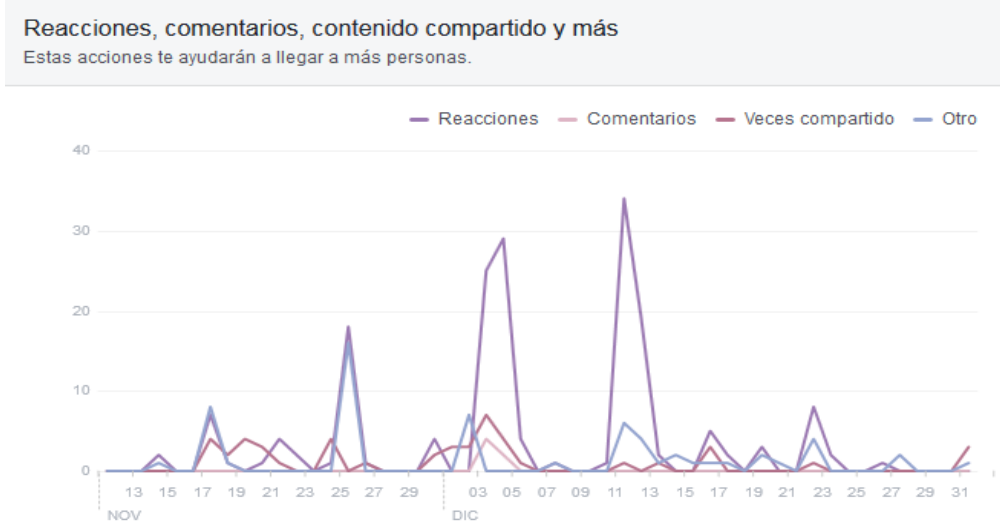 Reacciones, comentarios, contenido compartido y más
Estas acciones te ayudarán a llegar a más personas.
Reacciones Comentarios Veces compartido Otro
40
30
20
10
0
13 15 17 19 21 23 25 27 29 03 05 07 09 11 13 15 17 19 21 23 25 27 29 31
NOV DIC